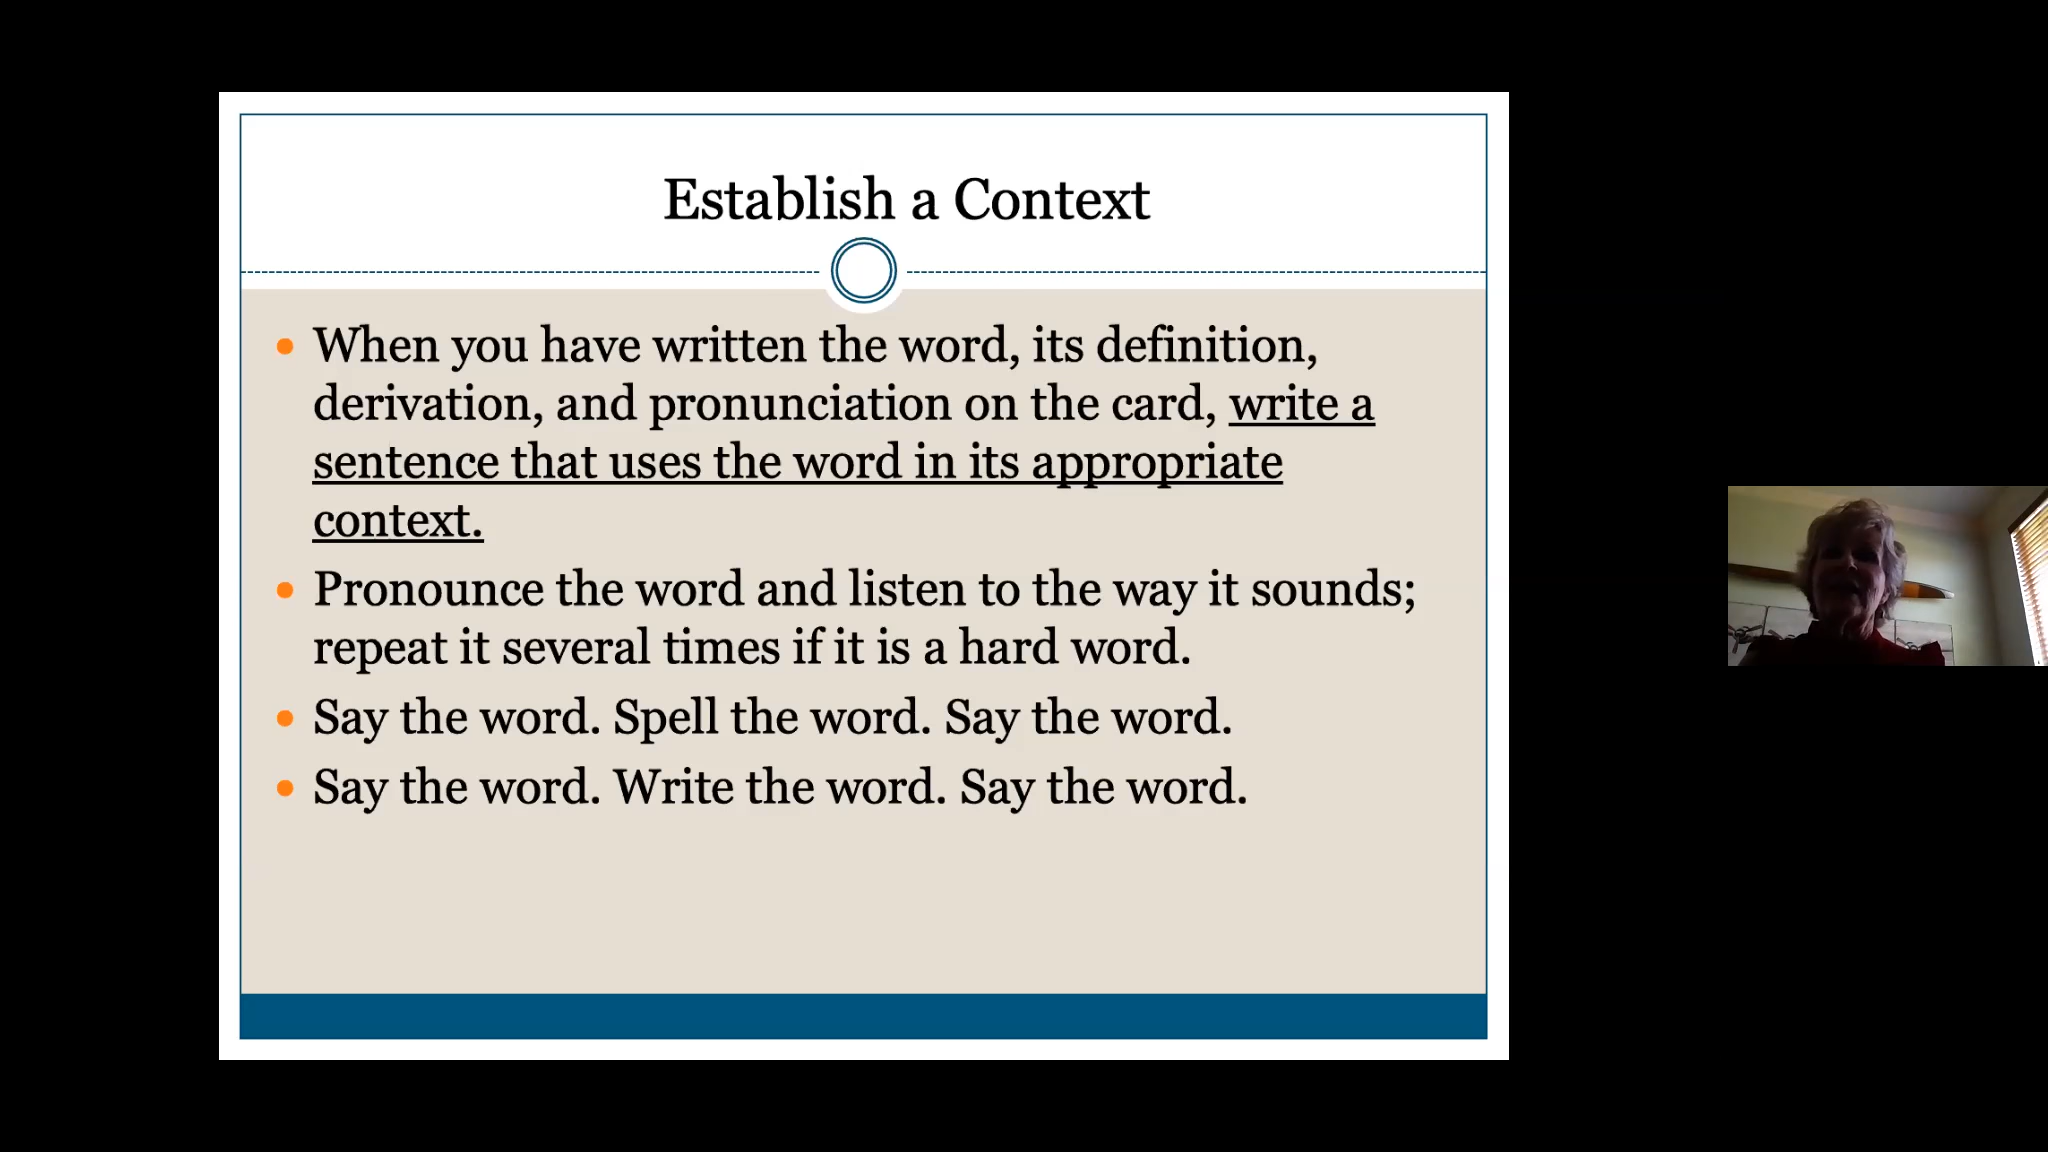 Establish a Context
When you have written the word, its definition,
derivation, and pronunciation on the card, write a
sentence that uses the word in its appropriate
context.
Pronounce the word and listen to the way it sounds;
repeat it several times if it is a hard word.
Say the word. Spell the word. Say the word.
Say the word. Write the word. Say the word.